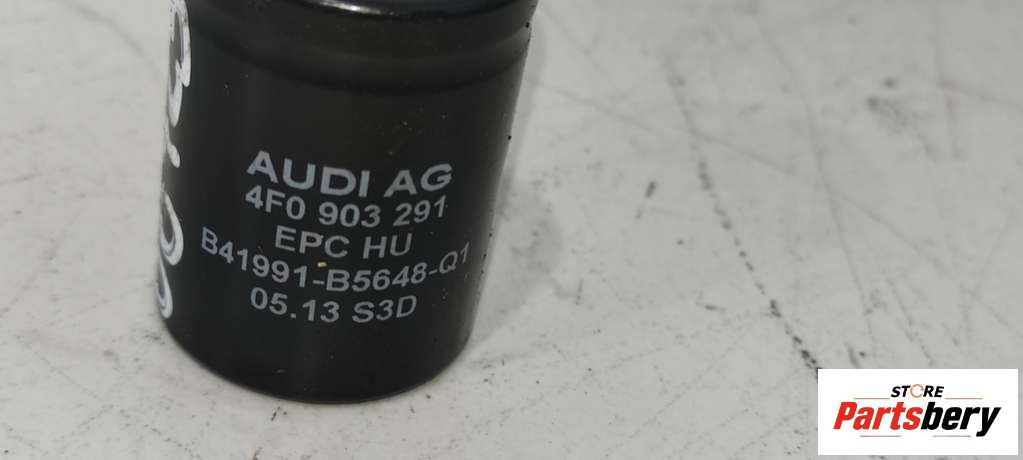 AUDI AG
4F0 903 291
EPC HU
B41991-B5648-Q1
05.13 S3D
STORE
Partsbery